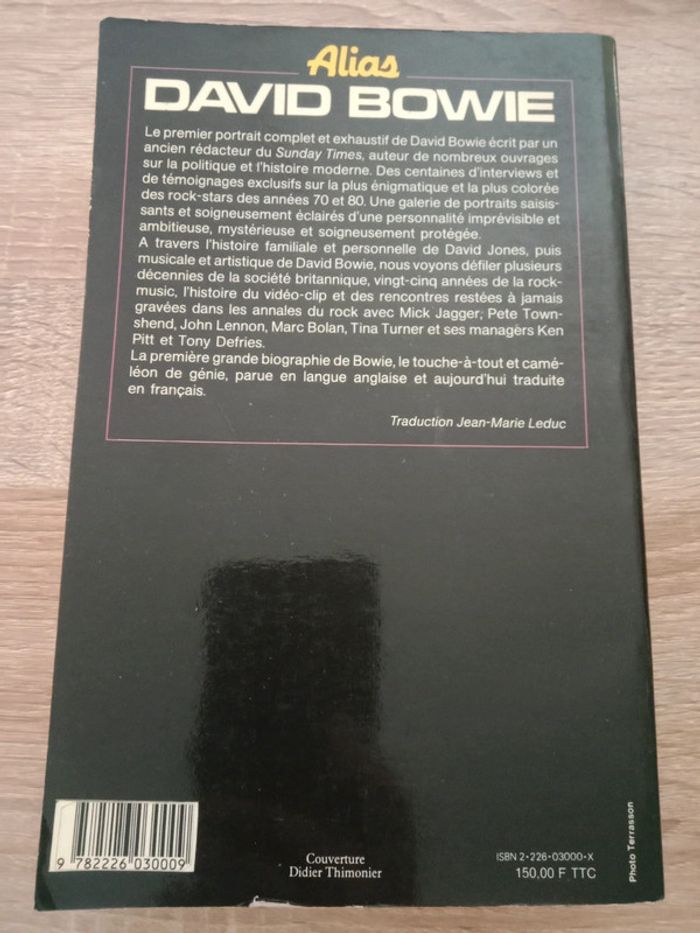 Alias
DAVID BOWIE
Le premier portrait complet et exhaustif de David Bowie écrit par un
ancien rédacteur du Sunday Times, auteur de nombreux ouvrages
sur la politique et l'histoire moderne. Des centaines d'interviews et
de témoignages exclusifs sur la plus énigmatique et la plus colorée
des rock-stars des années 70 et 80. Une galerie de portraits saisis-
sants et soigneusement éclairés d'une personnalité imprévisible et
ambitieuse, mystérieuse et soigneusement protégée.
A travers l'histoire familiale et personnelle de David Jones, puis
musicale et artistique de David Bowie, nous voyons défiler plusieurs
décennies de la société britannique, vingt-cinq années de la rock-
music, l'histoire du vidéo-clip et des rencontres restées à jamais
gravées dans les annales du rock avec Mick Jagger, Pete Town-
shend, John Lennon, Marc Bolan, Tina Turner et ses managers Ken
Pitt et Tony Defries.
La première grande biographie de Bowie, le touche-à-tout et camé-
léon de génie, parue en langue anglaise et aujourd'hui traduite
en français.
Traduction Jean-Marie Leduc
9 782226 030009
Couverture
Didier Thimonier
ISBN 2-226-03000-X
150,00 F TTC
Photo Terrasson